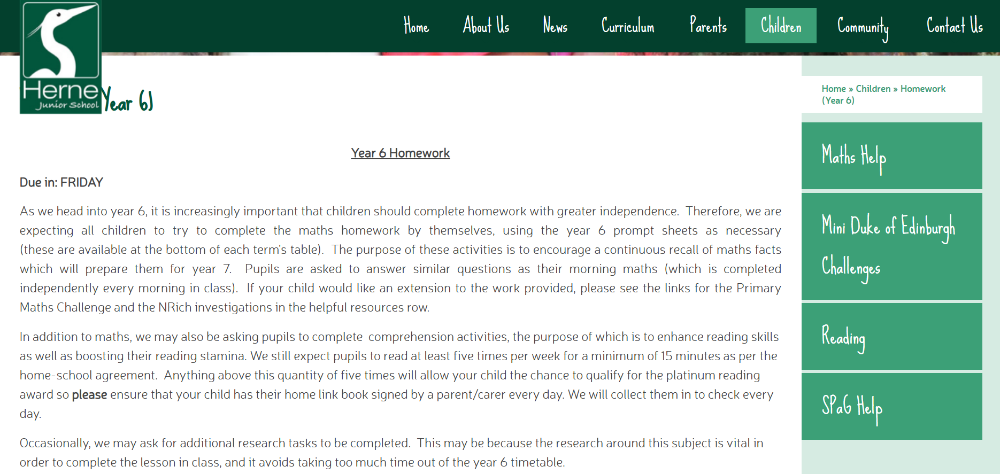 Home About Us News Curriculum Parents Children Community Contact Us
Herne
Junior School
Year 6)
Home » Children » Homework
(Year 6)
Year 6 Homework
Due in: FRIDAY
As we head into year 6, it is increasingly important that children should complete homework with greater independence.  Therefore, we are
expecting all children to try to complete the maths homework by themselves, using the year 6 prompt sheets as necessary
(these are available at the bottom of each term's table).  The purpose of these activities is to encourage a continuous recall of maths facts
which will prepare them for year 7.  Pupils are asked to answer similar questions as their morning maths (which is completed
independently every morning in class).  If your child would like an extension to the work provided, please see the links for the Primary
Maths Challenge and the NRich investigations in the helpful resources row.
In addition to maths, we may also be asking pupils to complete  comprehension activities, the purpose of which is to enhance reading skills
as well as boosting their reading stamina. We still expect pupils to read at least five times per week for a minimum of 15 minutes as per the
home-school agreement.  Anything above this quantity of five times will allow your child the chance to qualify for the platinum reading
award so please ensure that your child has their home link book signed by a parent/carer every day. We will collect them in to check every
day.
Occasionally, we may ask for additional research tasks to be completed.  This may be because the research around this subject is vital in
order to complete the lesson in class, and it avoids taking too much time out of the year 6 timetable.
Maths Help
Mini Duke of Edinburgh
Challenges
Reading
SPaG Help